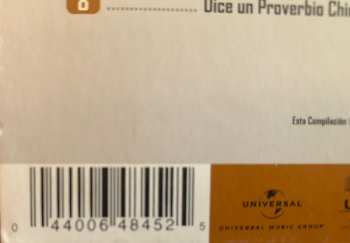 8 .................. Dice un Proverbio Chi
Esta Compilación
UNIVERSAL
UNIVERSAL MUSIC GROUP
0 44006 48452 5